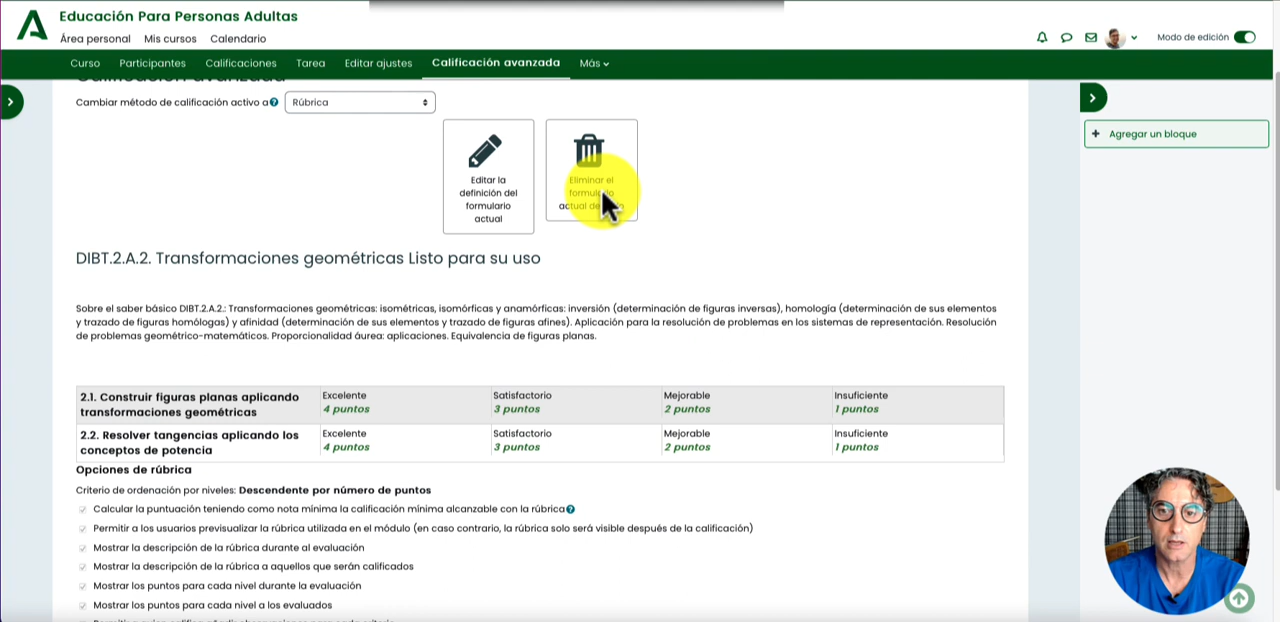 Educación Para Personas Adultas
Área personal Mis cursos Calendario
Modo de edición
Curso Participantes Calificaciones Tarea Editar ajustes Calificación avanzada Más
Calificación avanzada
Cambiar método de calificación activo a Rúbrica
+ Agregar un bloque
Editar la
definición del
formulario
actual
Eliminar el
actual
DIBT.2.A.2. Transformaciones geométricas Listo para su uso
Sobre el saber básico DIBT.2.A.2.: Transformaciones geométricas: isométricas, isomórficas y anamórficas: inversión (determinación de figuras inversas), homología (determinación de sus elementos
y trazado de figuras homólogas) y afinidad (determinación de sus elementos y trazado de figuras afines). Aplicación para la resolución de problemas en los sistemas de representación. Resolución
de problemas geométrico-matemáticos. Proporcionalidad áurea: aplicaciones. Equivalencia de figuras planas.
2.1. Construir figuras planas aplicando
transformaciones geométricas
Excelente
4 puntos
Satisfactorio
3 puntos
Mejorable
2 puntos
Insuficiente
1 puntos
2.2. Resolver tangencias aplicando los
conceptos de potencia
Excelente
4 puntos
Satisfactorio
3 puntos
Mejorable
2 puntos
Insuficiente
1 puntos
Opciones de rúbrica
Criterio de ordenación por niveles: Descendente por número de puntos
Calcular la puntuación teniendo como nota mínima la calificación mínima alcanzable con la rúbrica
Permitir a los usuarios previsualizar la rúbrica utilizada en el módulo (en caso contrario, la rúbrica solo será visible después de la calificación)
Mostrar la descripción de la rúbrica durante al evaluación
Mostrar la descripción de la rúbrica a aquellos que serán calificados
Mostrar los puntos para cada nivel durante la evaluación
Mostrar los puntos para cada nivel a los evaluados